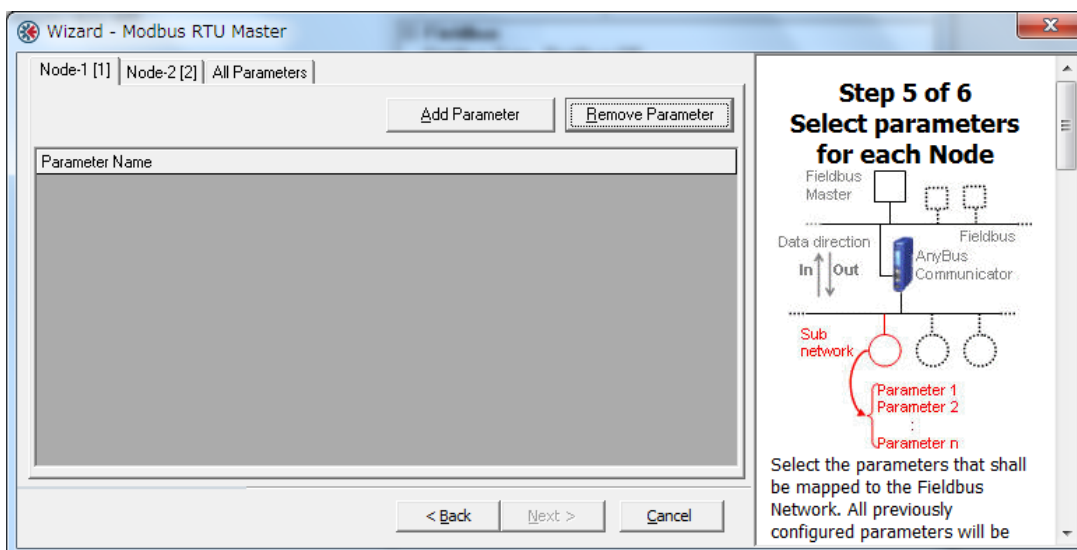 Wizard - Modbus RTU Master
Node-1 [1] Node-2 [2] All Parameters
Add Parameter Remove Parameter
Parameter Name
< Back Next > Cancel
Step 5 of 6
Select parameters
for each Node
Fieldbus
Master
Data direction
Fieldbus
In Out
AnyBus
Communicator
Sub
network
Parameter 1
Parameter 2
:
Parameter n
Select the parameters that shall
be mapped to the Fieldbus
Network. All previously
configured parameters will be